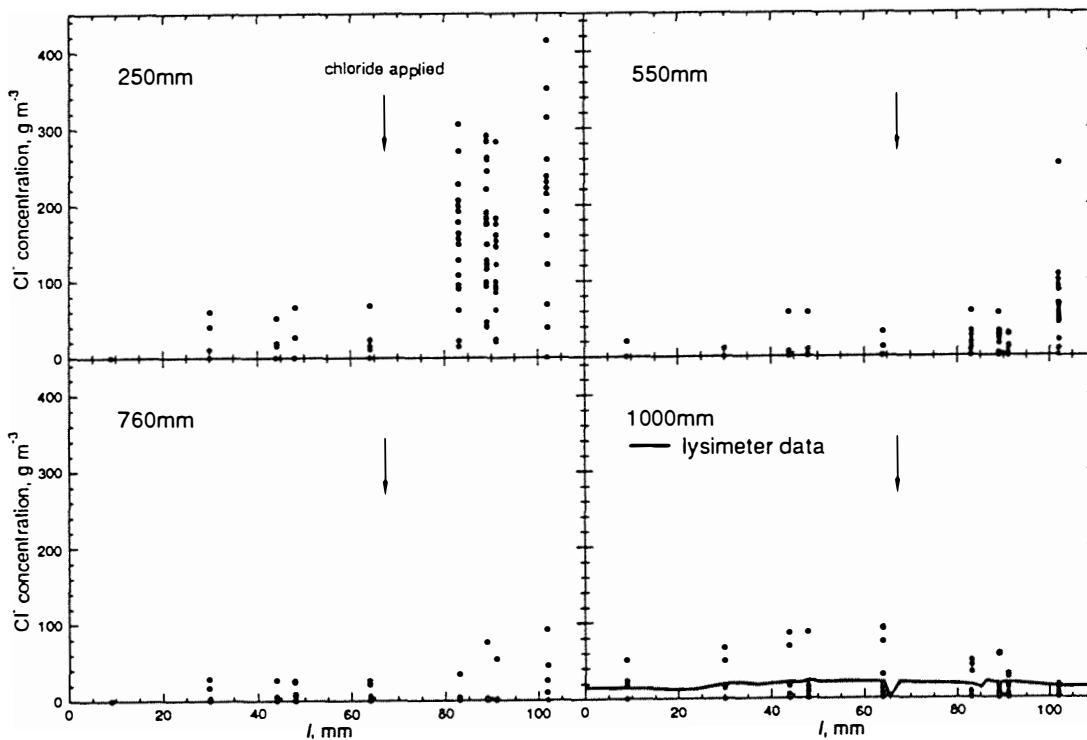 400
300
200
100
0
Cl⁻ concentration, g m⁻³
250mm
chloride applied
550mm
400
300
200
100
0
Cl⁻ concentration, g m⁻³
760mm
1000mm
lysimeter data
0 20 40 60 80 100
I, mm
0 20 40 60 80 100
I, mm